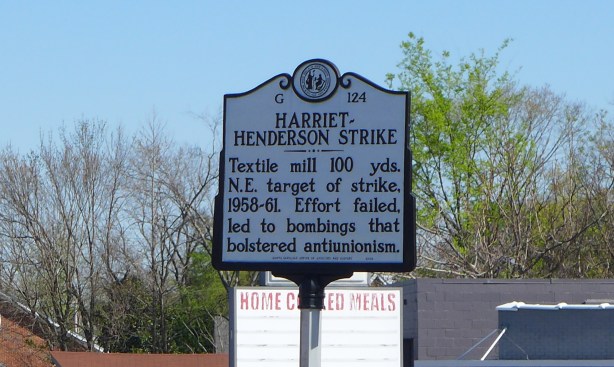 G 124
HARRIET-
HENDERSON STRIKE
Textile mill 100 yds.
N.E. target of strike,
1958-61. Effort failed,
led to bombings that
bolstered antiunionism.
HOME ED MEALS